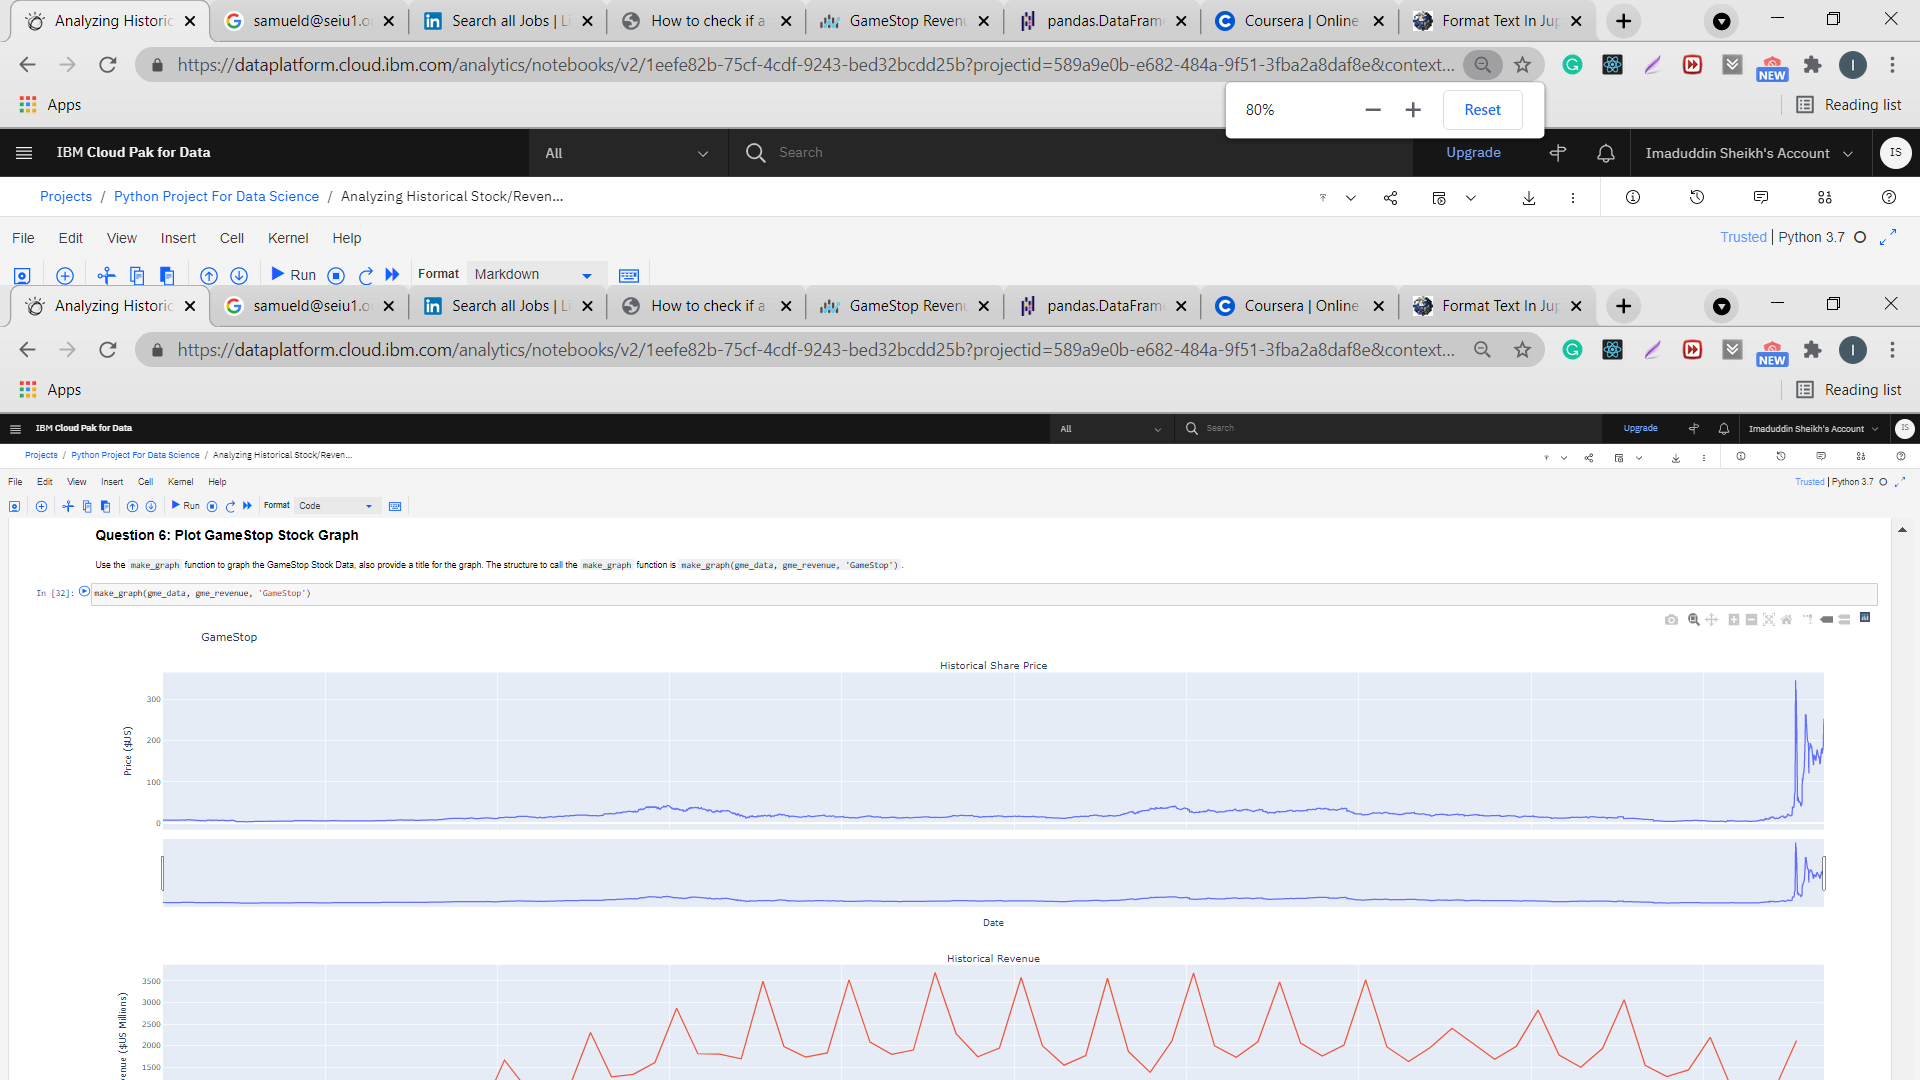 Analyzing Historic samueld@seiu1.o Search all Jobs | Li How to check if a GameStop Revenu pandas.DataFram Coursera | Online Format Text In Jup
https://dataplatform.cloud.ibm.com/analytics/notebooks/v2/1eefe82b-75cf-4cdf-9243-bed32bcdd25b?projectid=589a9e0b-e682-484a-9f51-3fba2a8daf8e&context... NEW I
Apps Reading list
80% Reset
IBM Cloud Pak for Data All Search Upgrade Imaduddin Sheikh's Account IS
Projects / Python Project For Data Science / Analyzing Historical Stock/Reven...
File Edit View Insert Cell Kernel Help Trusted | Python 3.7
Run Format Markdown
Analyzing Historic samueld@seiu1.o Search all Jobs | Li How to check if a GameStop Revenu pandas.DataFram Coursera | Online Format Text In Jup
https://dataplatform.cloud.ibm.com/analytics/notebooks/v2/1eefe82b-75cf-4cdf-9243-bed32bcdd25b?projectid=589a9e0b-e682-484a-9f51-3fba2a8daf8e&context... NEW I
Apps Reading list
IBM Cloud Pak for Data All Search Upgrade Imaduddin Sheikh's Account IS
Projects / Python Project For Data Science / Analyzing Historical Stock/Reven...
File Edit View Insert Cell Kernel Help Trusted | Python 3.7
Run Format Code
Question 6: Plot GameStop Stock Graph
Use the make_graph function to graph the GameStop Stock Data, also provide a title for the graph. The structure to call the make_graph function is make_graph(gme_data, gme_revenue, 'GameStop').
In [32]: make_graph(gme_data, gme_revenue, 'GameStop')
GameStop
Historical Share Price
300
200
100
0
Price ($US)
Date
Historical Revenue
3500
3000
2500
2000
1500
venue ($US Millions)